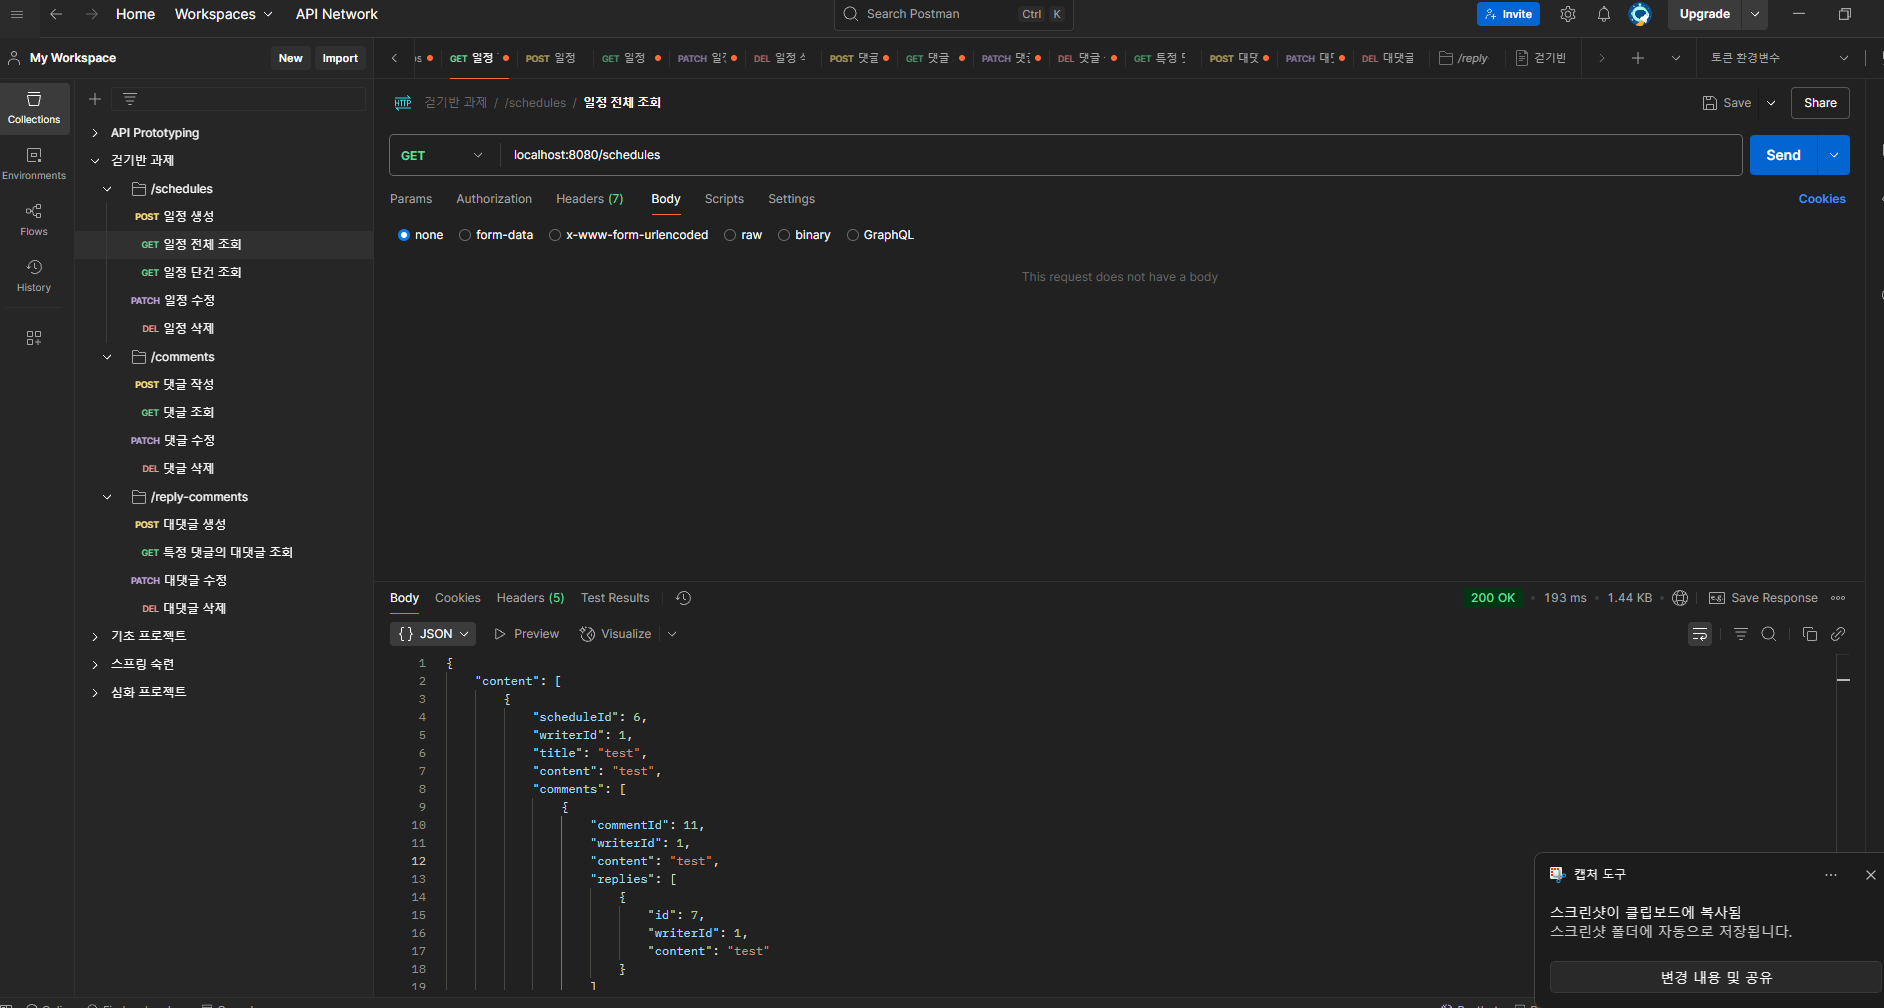 Home Workspaces API Network Search Postman Ctrl K Invite Upgrade
My Workspace New Import
GET 일정 POST 일정 GET 일정 PATCH DEL 일정 POST 댓글 GET 댓글 PATCH DEL 댓글 GET 특정 POST PATCH DEL 대댓글 /reply 걷기반 토큰 환경변수
Collections
Environments
Flows
History
API Prototyping
걷기반 과제
/schedules
POST 일정 생성
GET 일정 전체 조회
GET 일정 단건 조회
PATCH 일정 수정
DEL 일정 삭제
/comments
POST 댓글 작성
GET 댓글 조회
PATCH 댓글 수정
DEL 댓글 삭제
/reply-comments
POST 대댓글 생성
GET 특정 댓글의 대댓글 조회
PATCH 대댓글 수정
DEL 대댓글 삭제
기초 프로젝트
스프링 숙련
심화 프로젝트
HTTP 걷기반 과제 / /schedules / 일정 전체 조회 Save Share
GET localhost:8080/schedules Send
Params Authorization Headers (7) Body Scripts Settings Cookies
none form-data x-www-form-urlencoded raw binary GraphQL
This request does not have a body
Body Cookies Headers (5) Test Results 200 OK • 193 ms • 1.44 KB Save Response
{} JSON Preview Visualize
1 {
2 "content": [
3 {
4 "scheduleId": 6,
5 "writerId": 1,
6 "title": "test",
7 "content": "test",
8 "comments": [
9 {
10 "commentId": 11,
11 "writerId": 1,
12 "content": "test",
13 "replies": [
14 {
15 "id": 7,
16 "writerId": 1,
17 "content": "test"
18 }
19 ]
캡처 도구
스크린샷이 클립보드에 복사됨
스크린샷 폴더에 자동으로 저장됩니다.
변경 내용 및 공유